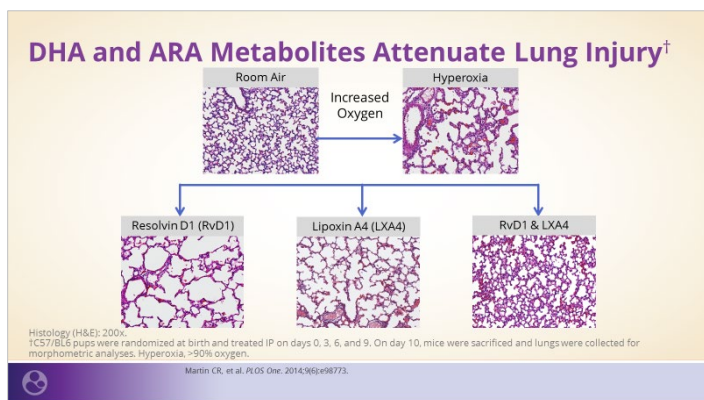 DHA and ARA Metabolites Attenuate Lung Injury†
Room Air
Increased
Oxygen
Hyperoxia
Resolvin D1 (RvD1)
Lipoxin A4 (LXA4)
RvD1 & LXA4
Histology (H&E): 200x.
†C57/BL6 pups were randomized at birth and treated IP on days 0, 3, 6, and 9. On day 10, mice were sacrificed and lungs were collected for
morphometric analyses. Hyperoxia, >90% oxygen.
Martin CR, et al. PLOS One. 2014;9(6):e98773.